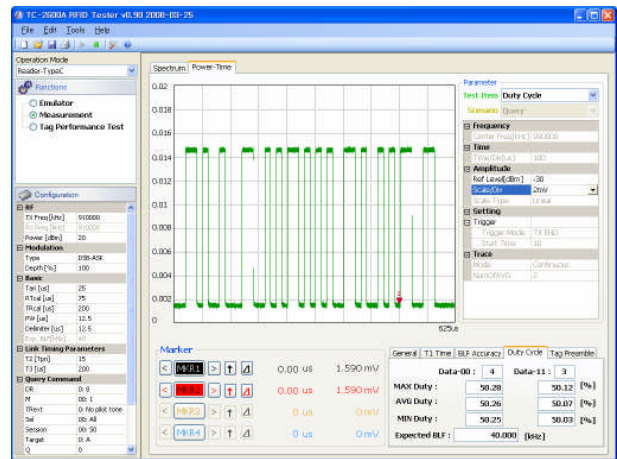 TC-2600A RFID Tester v0.90 2008-03-25
File Edit Tools Help
Operation Mode
Reader-TypeC
Functions
Emulator
Measurement
Tag Performance Test
Configuration
RF
TX Freq[kHz] 910000
Power [dBm] 20
Modulation
Type DSB-ASK
Depth[%] 100
Basic
Tari [us] 25
RTcal [us] 75
TRcal [us] 200
PW [us] 12.5
Delimiter [us] 12.5
Link Timing Parameters
T2 [Tpri] 15
T3 [us] 200
Query Command
DR 0: 8
M 00: 1
TRext 0: No pilot tone
Sel 00: All
Session 00: S0
Target 0: A
Q 0
Spectrum Power-Time
0.02
0.018
0.016
0.014
0.01
0.008
0.006
0.004
0.002
0
625us
Parameter
Test Item Duty Cycle
Scenario Query
Frequency
Center Freq[kHz] 910000
Time
Time/Div[us] 100
Amplitude
Ref Level[dBm] -30
Scale/Div 2mV
Scale Type Linear
Setting
Trigger
Trigger Mode TX END
Start Time 10
Trace
Mode Continuous
NumOfAVG 2
Marker
< MKR1 > 0.00 us 1.590 mV
< MKR2 > 0.00 us 1.590 mV
< MKR3 > 0 us 0 mV
< MKR4 > 0 us 0 mV
General T1 Time BLF Accuracy Duty Cycle Tag Preamble
Data-00 : 4 Data-11 : 3
MAX Duty : 50.28 50.12 [%]
AVG Duty : 50.26 50.07 [%]
MIN Duty : 50.25 50.03 [%]
Expected BLF : 40.000 [kHz]